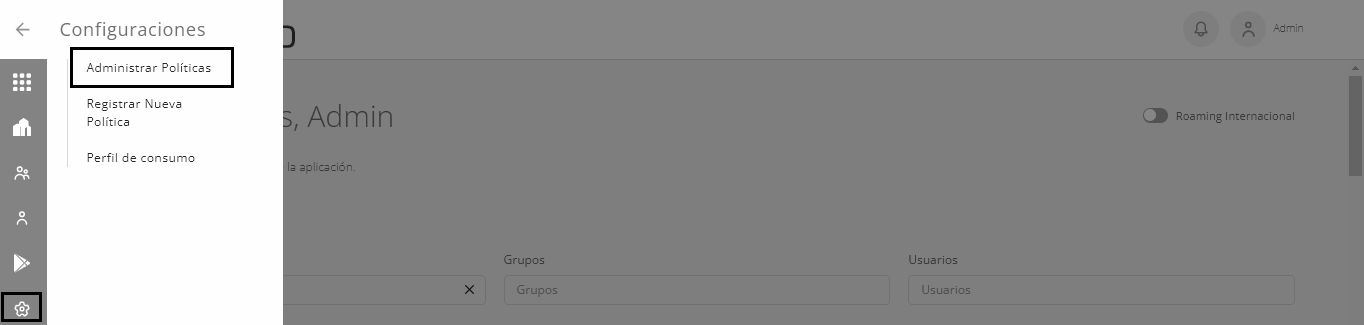 Configuraciones
Admin
Administrar Políticas
Registrar Nueva
Política
Perfil de consumo
s, Admin
Roaming Internacional
la aplicación.
Grupos
Usuarios
Grupos
Usuarios